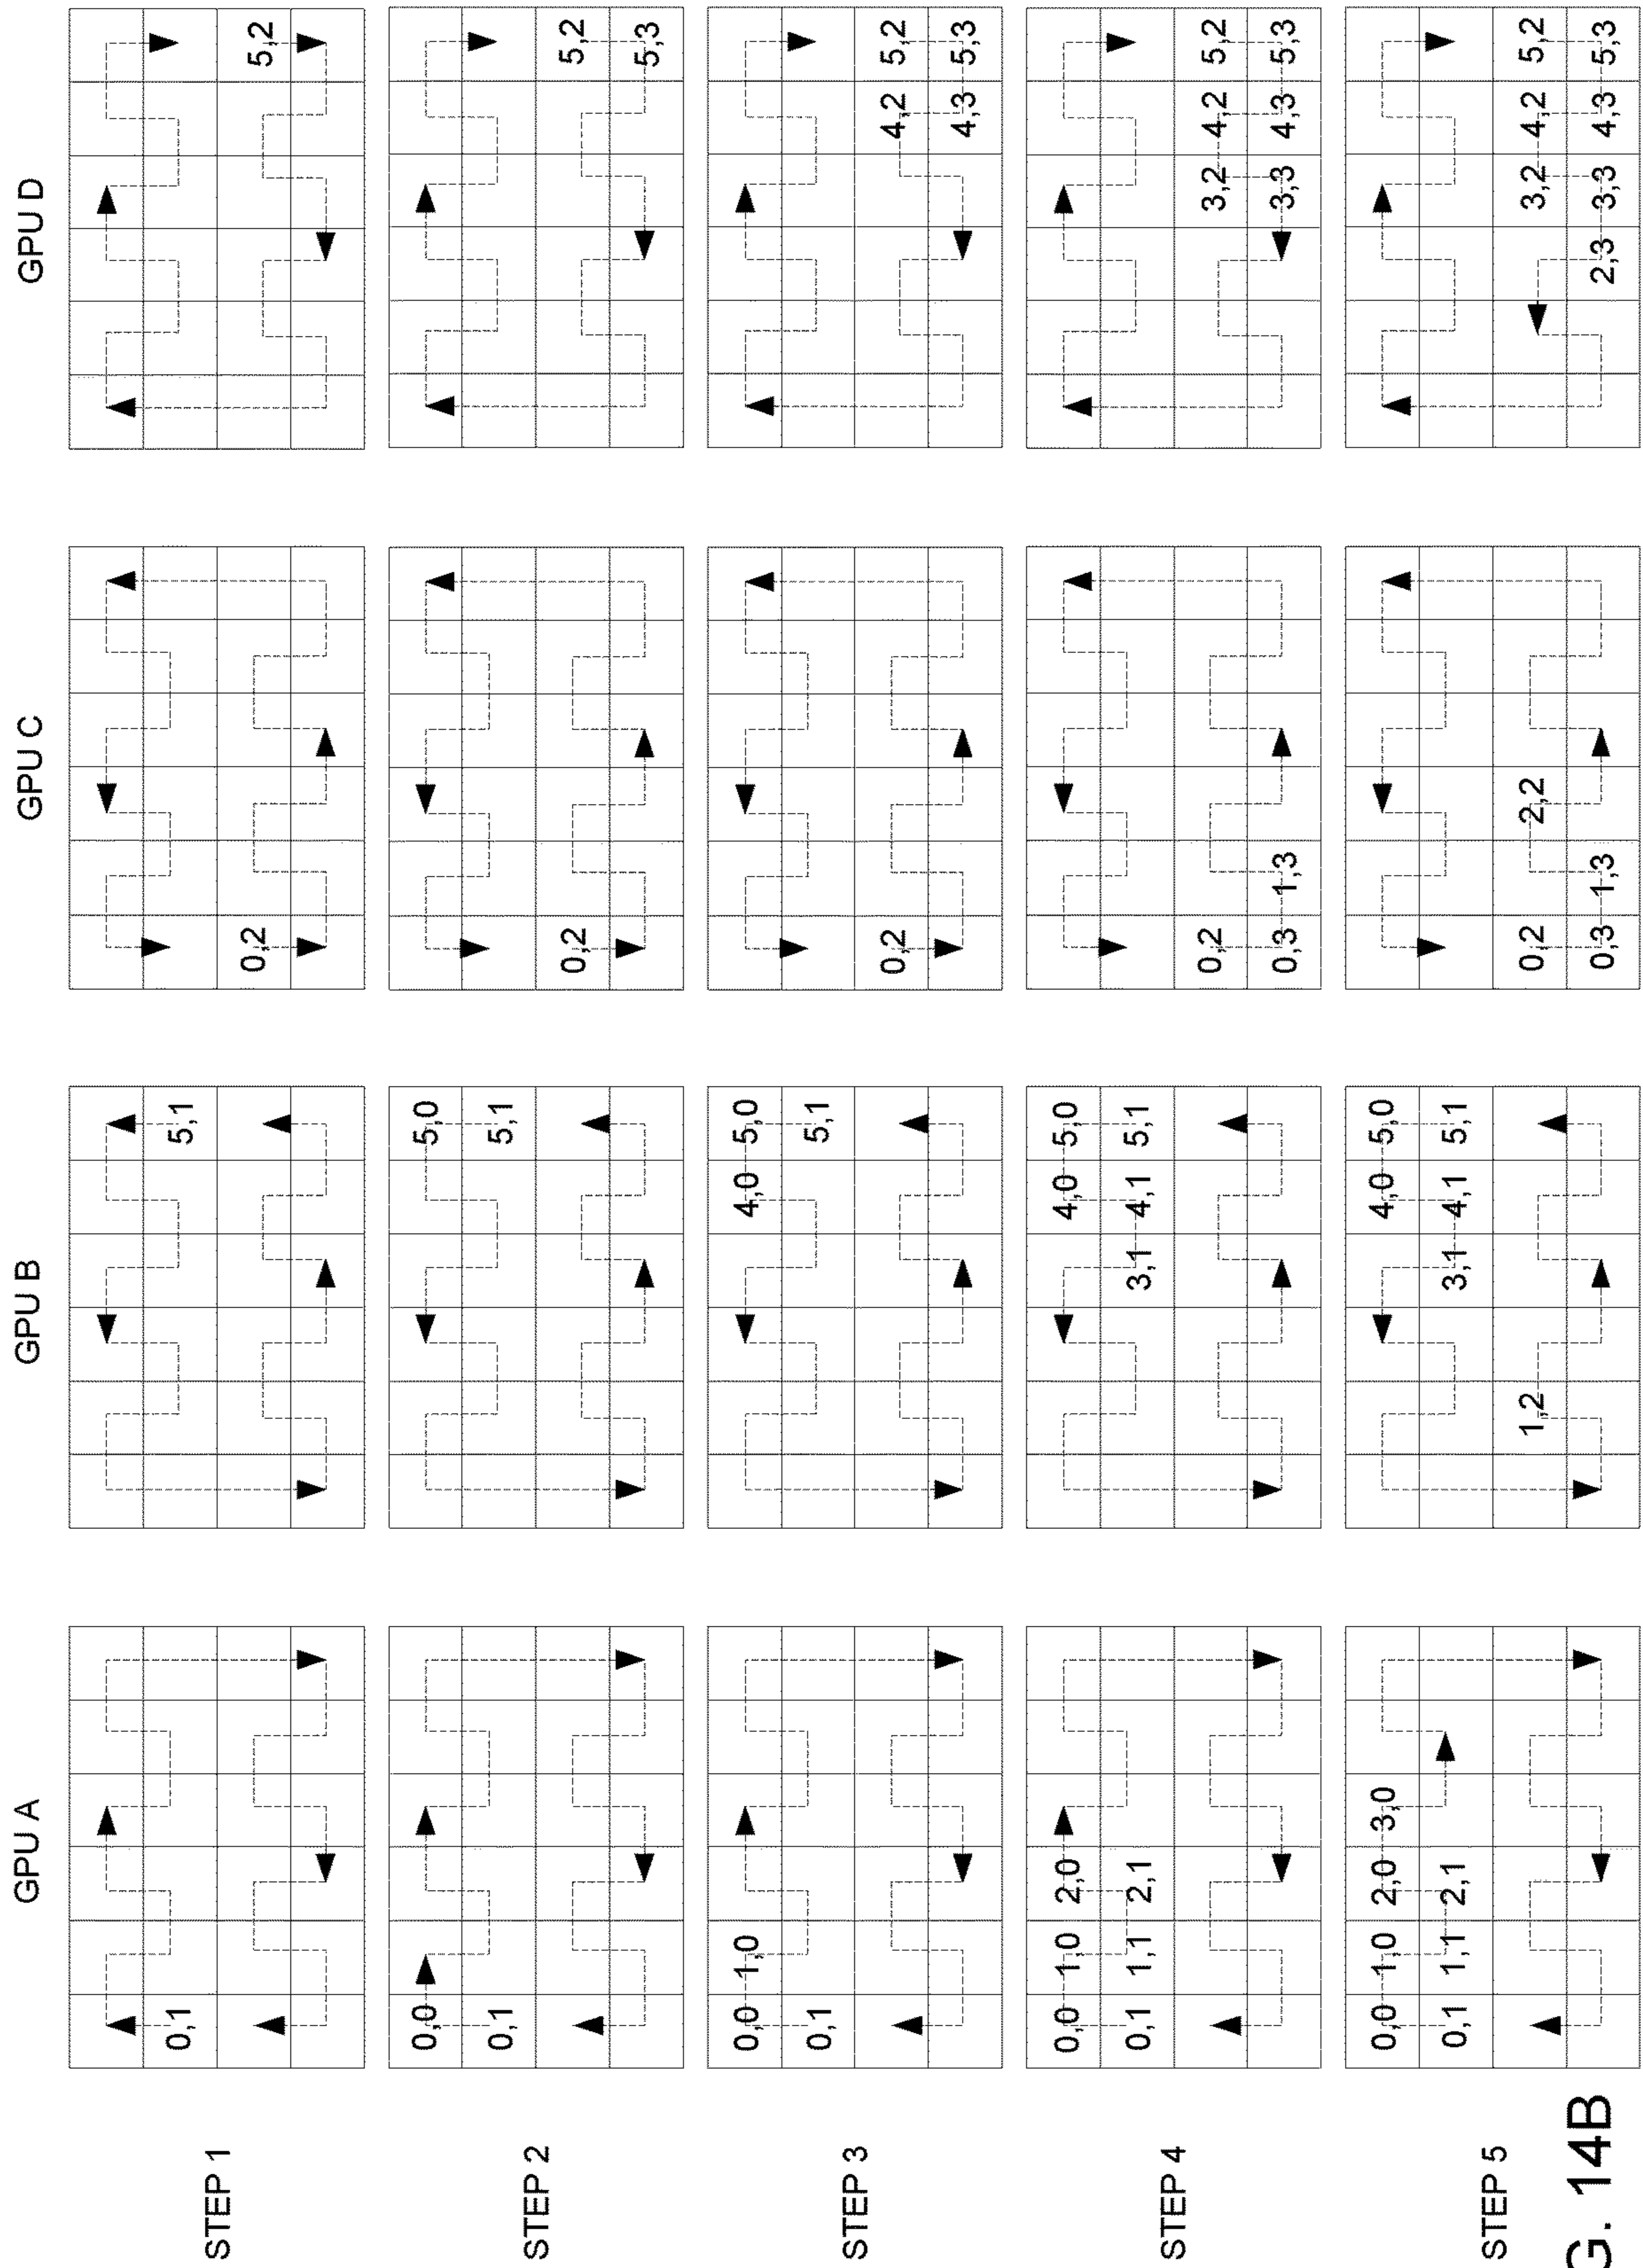 GPU A GPU B GPU C GPU D
0,1 5,1
STEP 1
0,2 5,2
0,0 5,0
0,1 5,1
STEP 2
0,2 5,2
5,3
0,0 1,0 4,0 5,0
0,1 5,1
STEP 3
0,2 4,2 5,2
4,3 5,3
0,0 1,0 2,0 4,0 5,0
0,1 1,1 2,1 3,1 4,1 5,1
STEP 4
0,2 3,2 4,2 5,2
0,3 1,3 3,3 4,3 5,3
0,0 1,0 2,0 3,0 4,0 5,0
0,1 1,1 2,1 3,1 4,1 5,1
STEP 5
1,2 0,2 2,2 3,2 4,2 5,2
0,3 1,3 2,3 3,3 4,3 5,3
G. 14B